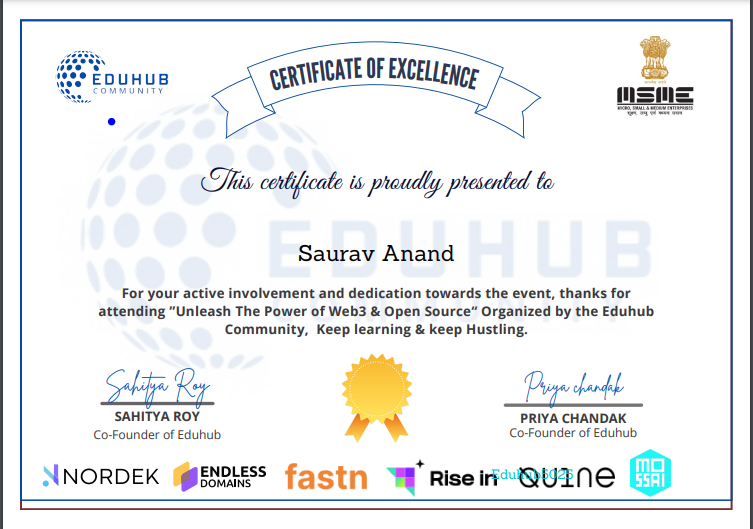 EDUHUB
COMMUNITY
CERTIFICATE OF EXCELLENCE
MSME
MICRO, SMALL & MEDIUM ENTERPRISES
सूक्ष्म, लघु एवं मध्यम उद्यम
This certificate is proudly presented to
EDUHUB
COMMUNITY
Saurav Anand
For your active involvement and dedication towards the event, thanks for
attending ”Unleash The Power of Web3 & Open Source“ Organized by the Eduhub
Community,  Keep learning & keep Hustling.
Sahitya Roy
Priya chandak
SAHITYA ROY
PRIYA CHANDAK
Co-Founder of Eduhub
Co-Founder of Eduhub
NORDEK
ENDLESS
DOMAINS
fastn
Rise in
Eduhub5025
QUINE
MO
SSAI